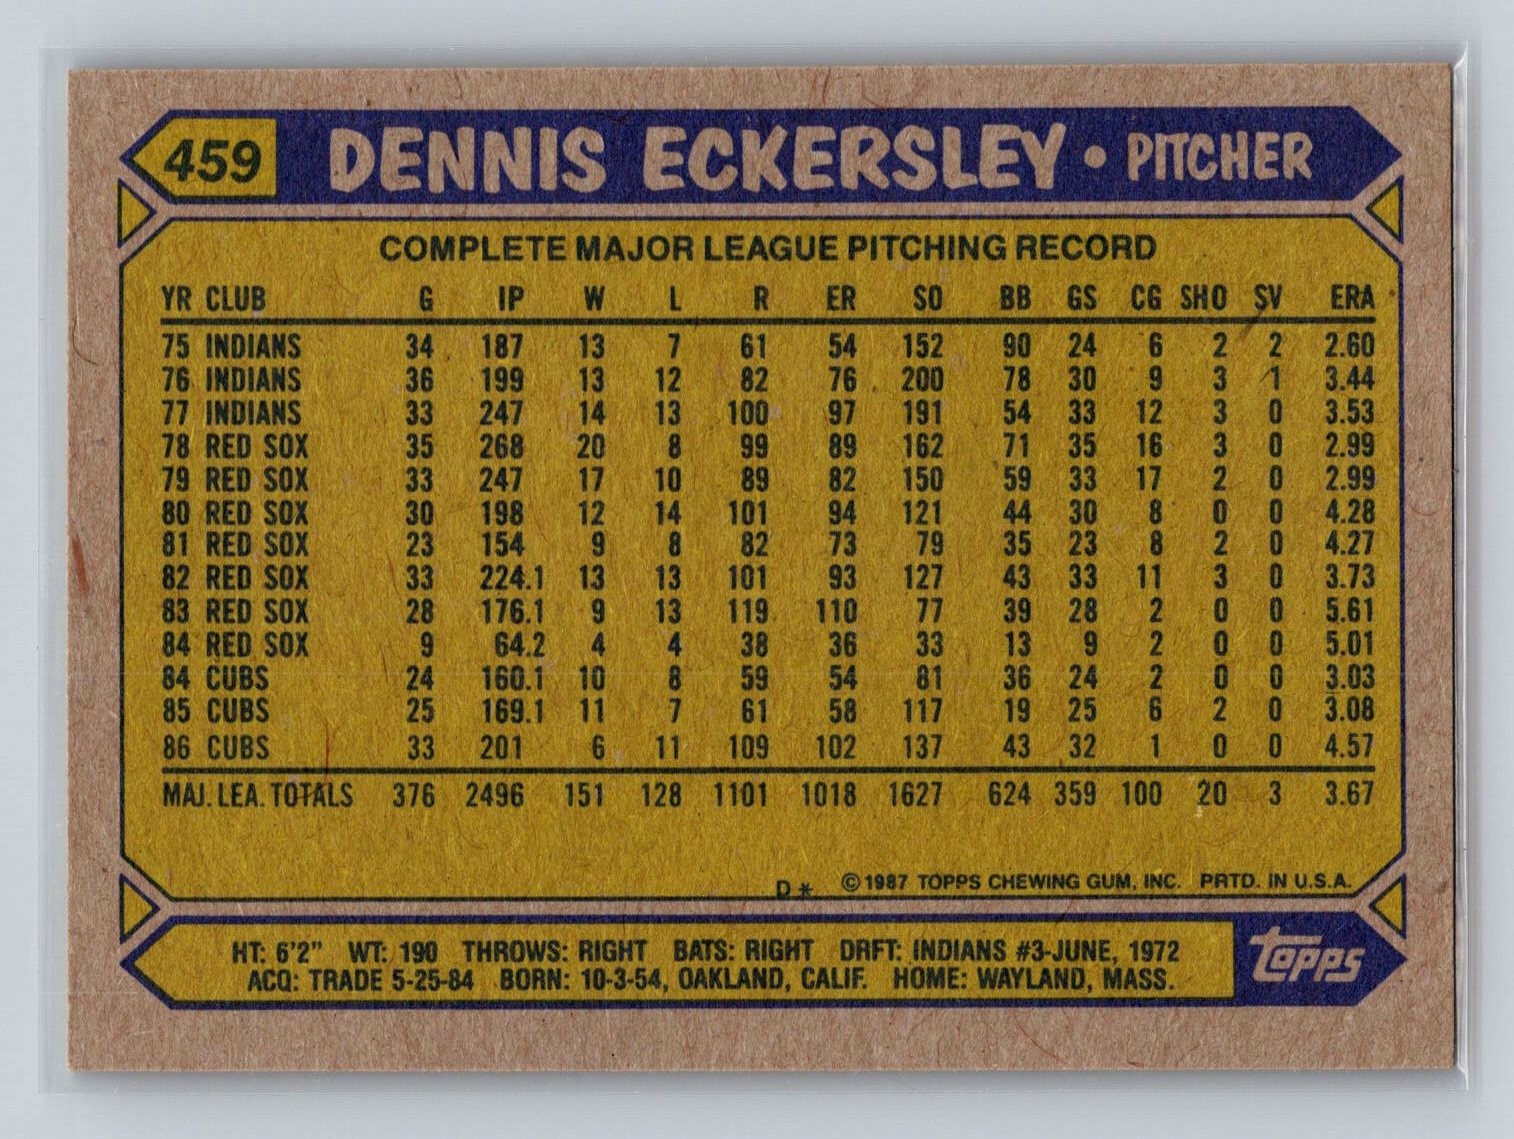 459 DENNIS ECKERSLEY • PITCHER
COMPLETE MAJOR LEAGUE PITCHING RECORD
YR CLUB G IP W L R ER SO BB GS CG SHO SV ERA
75 INDIANS 34 187 13 7 61 54 152 90 24 6 2 2 2.60
76 INDIANS 36 199 13 12 82 76 200 78 30 9 3 1 3.44
77 INDIANS 33 247 14 13 100 97 191 54 33 12 3 0 3.53
78 RED SOX 35 268 20 8 99 89 162 71 35 16 3 0 2.99
79 RED SOX 33 247 17 10 89 82 150 59 33 17 2 0 2.99
80 RED SOX 30 198 12 14 101 94 121 44 30 8 0 0 4.28
81 RED SOX 23 154 9 8 82 73 79 35 23 8 2 0 4.27
82 RED SOX 33 224.1 13 13 101 93 127 43 33 11 3 0 3.73
83 RED SOX 28 176.1 9 13 119 110 77 39 28 2 0 0 5.61
84 RED SOX 9 64.2 4 4 38 36 33 13 9 2 0 0 5.01
84 CUBS 24 160.1 10 8 59 54 81 36 24 2 0 0 3.03
85 CUBS 25 169.1 11 7 61 58 117 19 25 6 2 0 3.08
86 CUBS 33 201 6 11 109 102 137 43 32 1 0 0 4.57
MAJ. LEA. TOTALS 376 2496 151 128 1101 1018 1627 624 359 100 20 3 3.67
D* ©1987 TOPPS CHEWING GUM, INC. PRTD. IN U.S.A.
HT: 6'2" WT: 190 THROWS: RIGHT BATS: RIGHT DRFT: INDIANS #3-JUNE, 1972
ACQ: TRADE 5-25-84 BORN: 10-3-54, OAKLAND, CALIF. HOME: WAYLAND, MASS.
topps